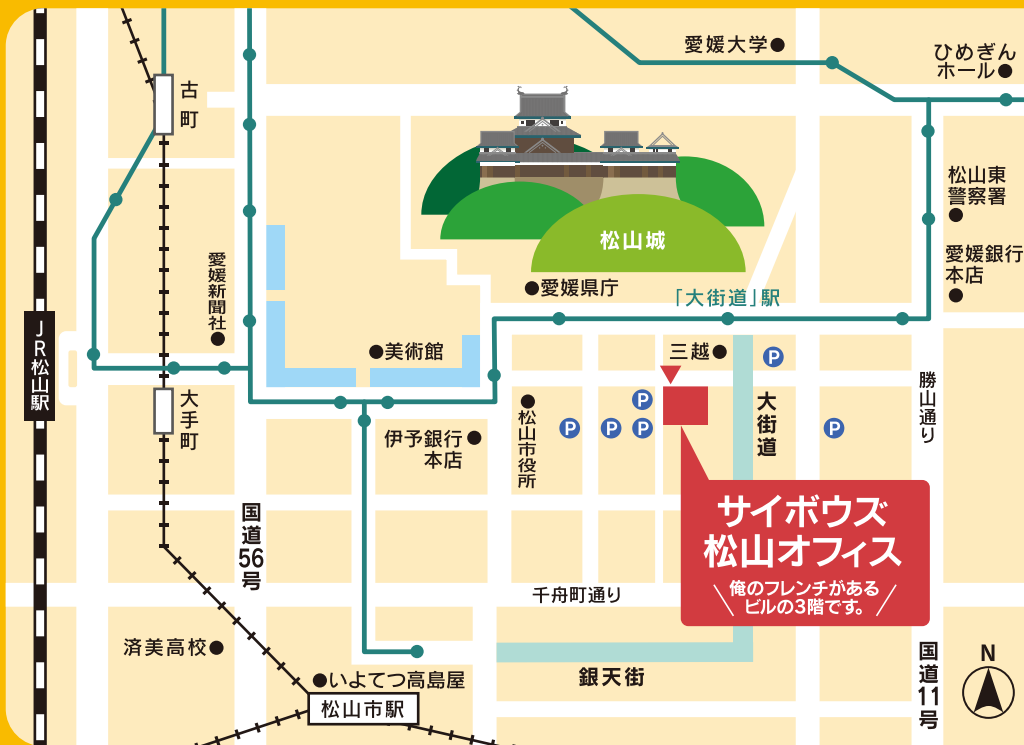 愛媛大学
ひめぎん
ホール
古町
松山東
警察署
松山城
愛媛銀行
本店
愛媛新聞社
愛媛県庁
「大街道」駅
JR松山駅
美術館
三越
P
勝山通り
大手町
P
大街道
松山市役所
P
P
P
P
伊予銀行
本店
サイボウズ
松山オフィス
国道56号
俺のフレンチがある
ビルの3階です。
千舟町通り
済美高校
国道11号
N
銀天街
いよてつ高島屋
松山市駅